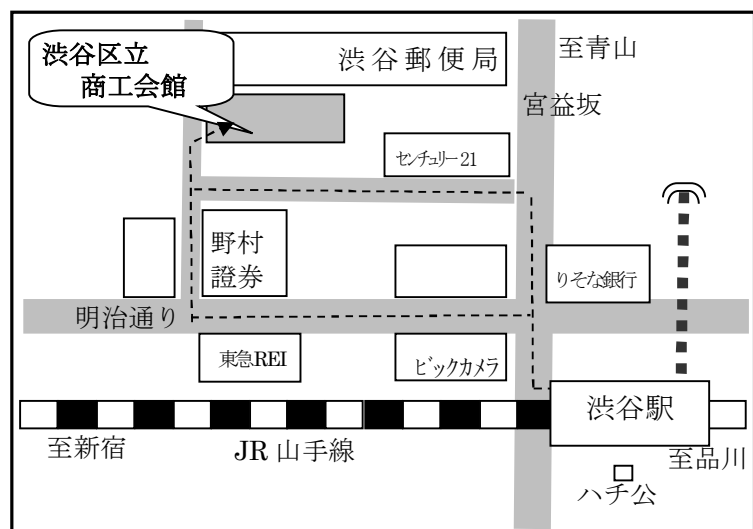 渋谷区立
商工会館
渋谷郵便局
至青山
宮益坂
センチュリー21
野村
證券
りそな銀行
明治通り
東急REI
ビックカメラ
渋谷駅
至新宿
JR山手線
至品川
ハチ公